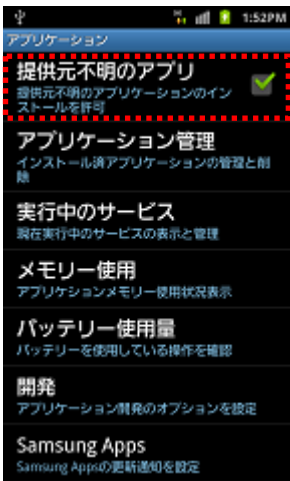 1:52PM
アプリケーション
提供元不明のアプリ
提供元不明のアプリケーションのイン
ストールを許可
アプリケーション管理
インストール済アプリケーションの管理と削
除
実行中のサービス
現在実行中のサービスの表示と管理
メモリー使用
アプリケションメモリー使用状況表示
バッテリー使用量
バッテリーを使用している操作を確認
開発
アプリケーション開発のオプションを設定
Samsung Apps
Samsung Appsの更新通知を設定